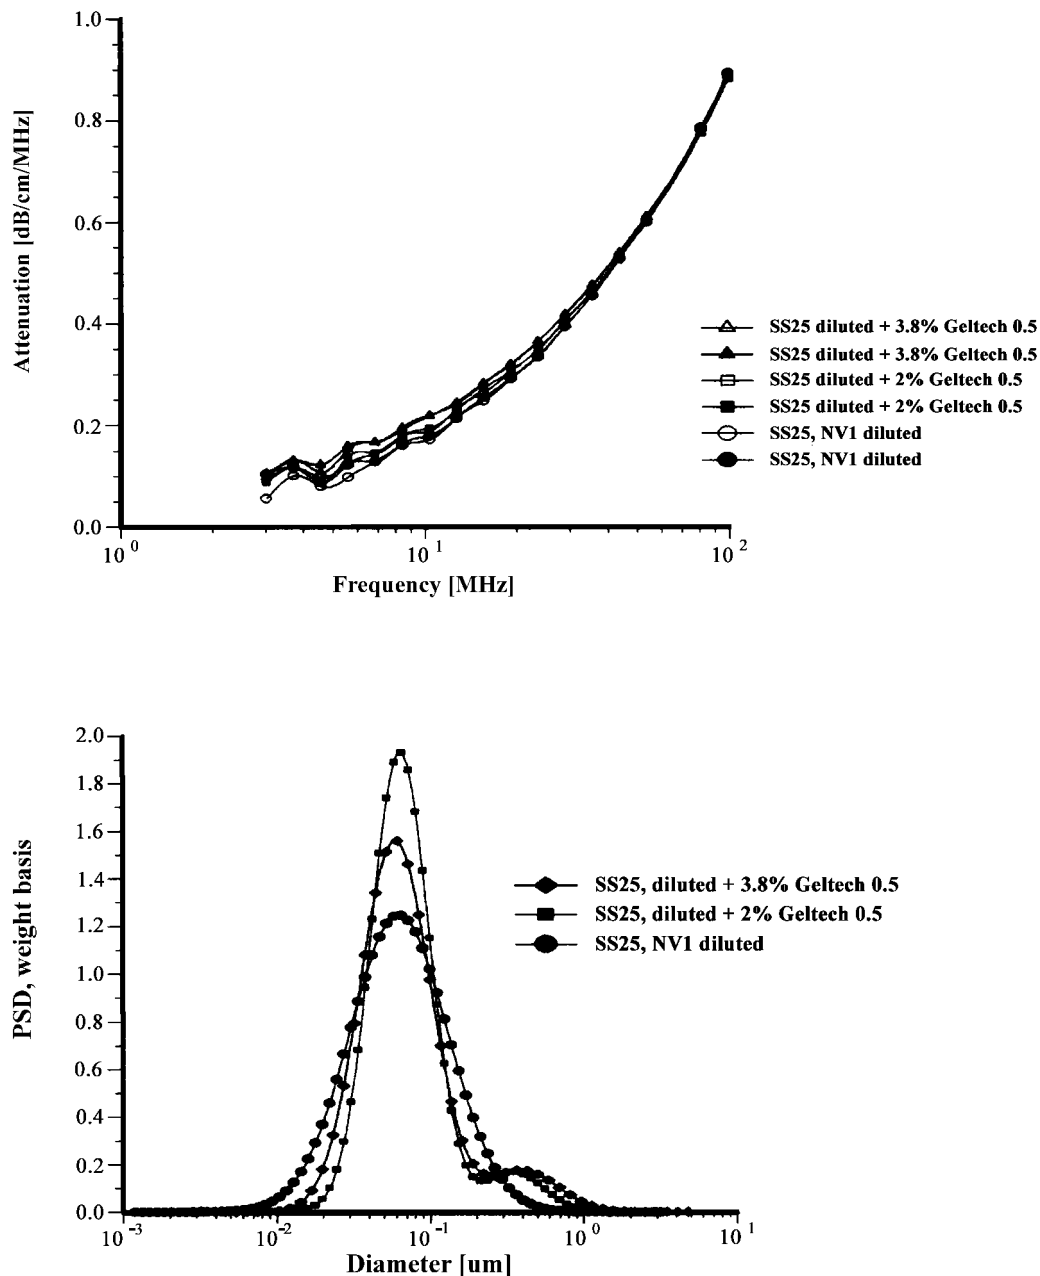 1.0
0.8
0.6
0.4
0.2
0.0
Attenuation [dB/cm/MHz]
10 0
10 1
10 2
Frequency [MHz]
SS25 diluted + 3.8% Geltech 0.5
SS25 diluted + 3.8% Geltech 0.5
SS25 diluted + 2% Geltech 0.5
SS25 diluted + 2% Geltech 0.5
SS25, NV1 diluted
SS25, NV1 diluted
2.0
1.8
1.6
1.4
1.2
1.0
0.8
0.6
0.4
0.2
0.0
PSD, weight basis
10 -3
10 -2
10 -1
10 0
10 1
Diameter [um]
SS25, diluted + 3.8% Geltech 0.5
SS25, diluted + 2% Geltech 0.5
SS25, NV1 diluted